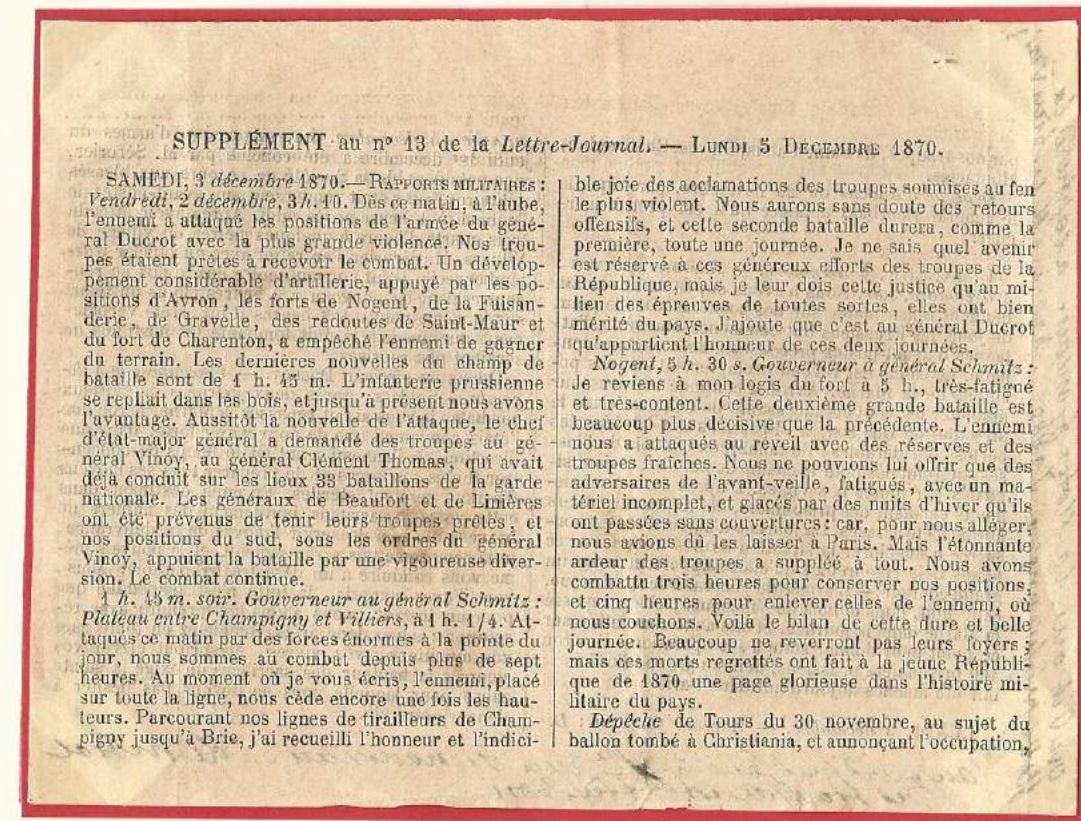 SUPPLÉMENT au nº 13 de la Lettre-Journal. — LUNDI 5 DÉCEMBRE 1870.
SAMEDI, 3 décembre 1870.—RAPPORTS MILITAIRES :
Vendredi, 2 décembre, 3 h. 10. Dès ce matin, à l'aube,
l'ennemi a attaqué les positions de l'armée du géné-
ral Ducrot avec la plus grande violence. Nos trou-
pes étaient prêtes à recevoir le combat. Un dévelop-
pement considérable d'artillerie, appuyé par les po-
sitions d'Avron, les forts de Nogent, de la Faisan-
derie, de Gravelle, des redoutes de Saint-Maur et
du fort de Charenton, a empêché l'ennemi de gagner
du terrain. Les dernières nouvelles du champ de
bataille sont de 1 h. 45 m. L'infanterie prussienne
se repliait dans les bois, et jusqu'à présent nous avons
l'avantage. Aussitôt la nouvelle de l'attaque, le chef
d'état-major général a demandé des troupes au gé-
néral Vinoy, au général Clément Thomas, qui avait
déjà conduit sur les lieux 33 bataillons de la garde
nationale. Les généraux de Beaufort et de Linières
ont été prévenus de tenir leurs troupes prêtes, et
nos positions du sud, sous les ordres du général
Vinoy, appuient la bataille par une vigoureuse diver-
sion. Le combat continue.
1 h. 45 m. soir. Gouverneur au général Schmitz :
Plateau entre Champigny et Villiers, à 1 h. 1/4. At-
taqués ce matin par des forces énormes à la pointe du
jour, nous sommes au combat depuis plus de sept
heures. Au moment où je vous écris, l'ennemi, placé
sur toute la ligne, nous cède encore une fois les hau-
teurs. Parcourant nos lignes de tirailleurs de Cham-
pigny jusqu'à Brie, j'ai recueilli l'honneur et l'indici-
ble joie des acclamations des troupes soumises au feu
le plus violent. Nous aurons sans doute des retours
offensifs, et cette seconde bataille durera, comme la
première, toute une journée. Je ne sais quel avenir
est réservé à ces généreux efforts des troupes de la
République, mais je leur dois cette justice qu'au mi-
lieu des épreuves de toutes sortes, elles ont bien
mérité du pays. J'ajoute que c'est au général Ducrot
qu'appartient l'honneur de ces deux journées.
Nogent, 5 h. 30 s. Gouverneur à général Schmitz :
Je reviens à mon logis du fort à 5 h., très-fatigué
et très-content. Cette deuxième grande bataille est
beaucoup plus décisive que la précédente. L'ennemi
nous a attaqués au réveil avec des réserves et des
troupes fraîches. Nous ne pouvions lui offrir que des
adversaires de l'avant-veille, fatigués, avec un ma-
tériel incomplet, et glacés par des nuits d'hiver qu'ils
ont passées sans couvertures : car, pour nous alléger,
nous avions dû les laisser à Paris. Mais l'étonnante
ardeur des troupes a suppléé à tout. Nous avons
combattu trois heures pour conserver nos positions,
et cinq heures pour enlever celles de l'ennemi, où
nous couchons. Voilà le bilan de cette dure et belle
journée. Beaucoup ne reverront pas leurs foyers ;
mais ces morts regrettés ont fait à la jeune Républi-
que de 1870 une page glorieuse dans l'histoire mi-
litaire du pays.
Dépêche de Tours du 30 novembre, au sujet du
ballon tombé à Christiania, et annonçant l'occupation,